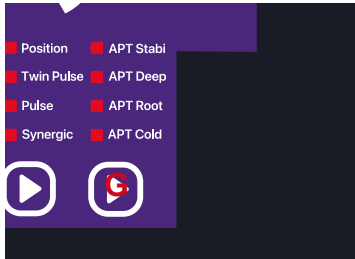 Position APT Stabi
Twin Pulse APT Deep
Pulse APT Root
Synergic APT Cold
G